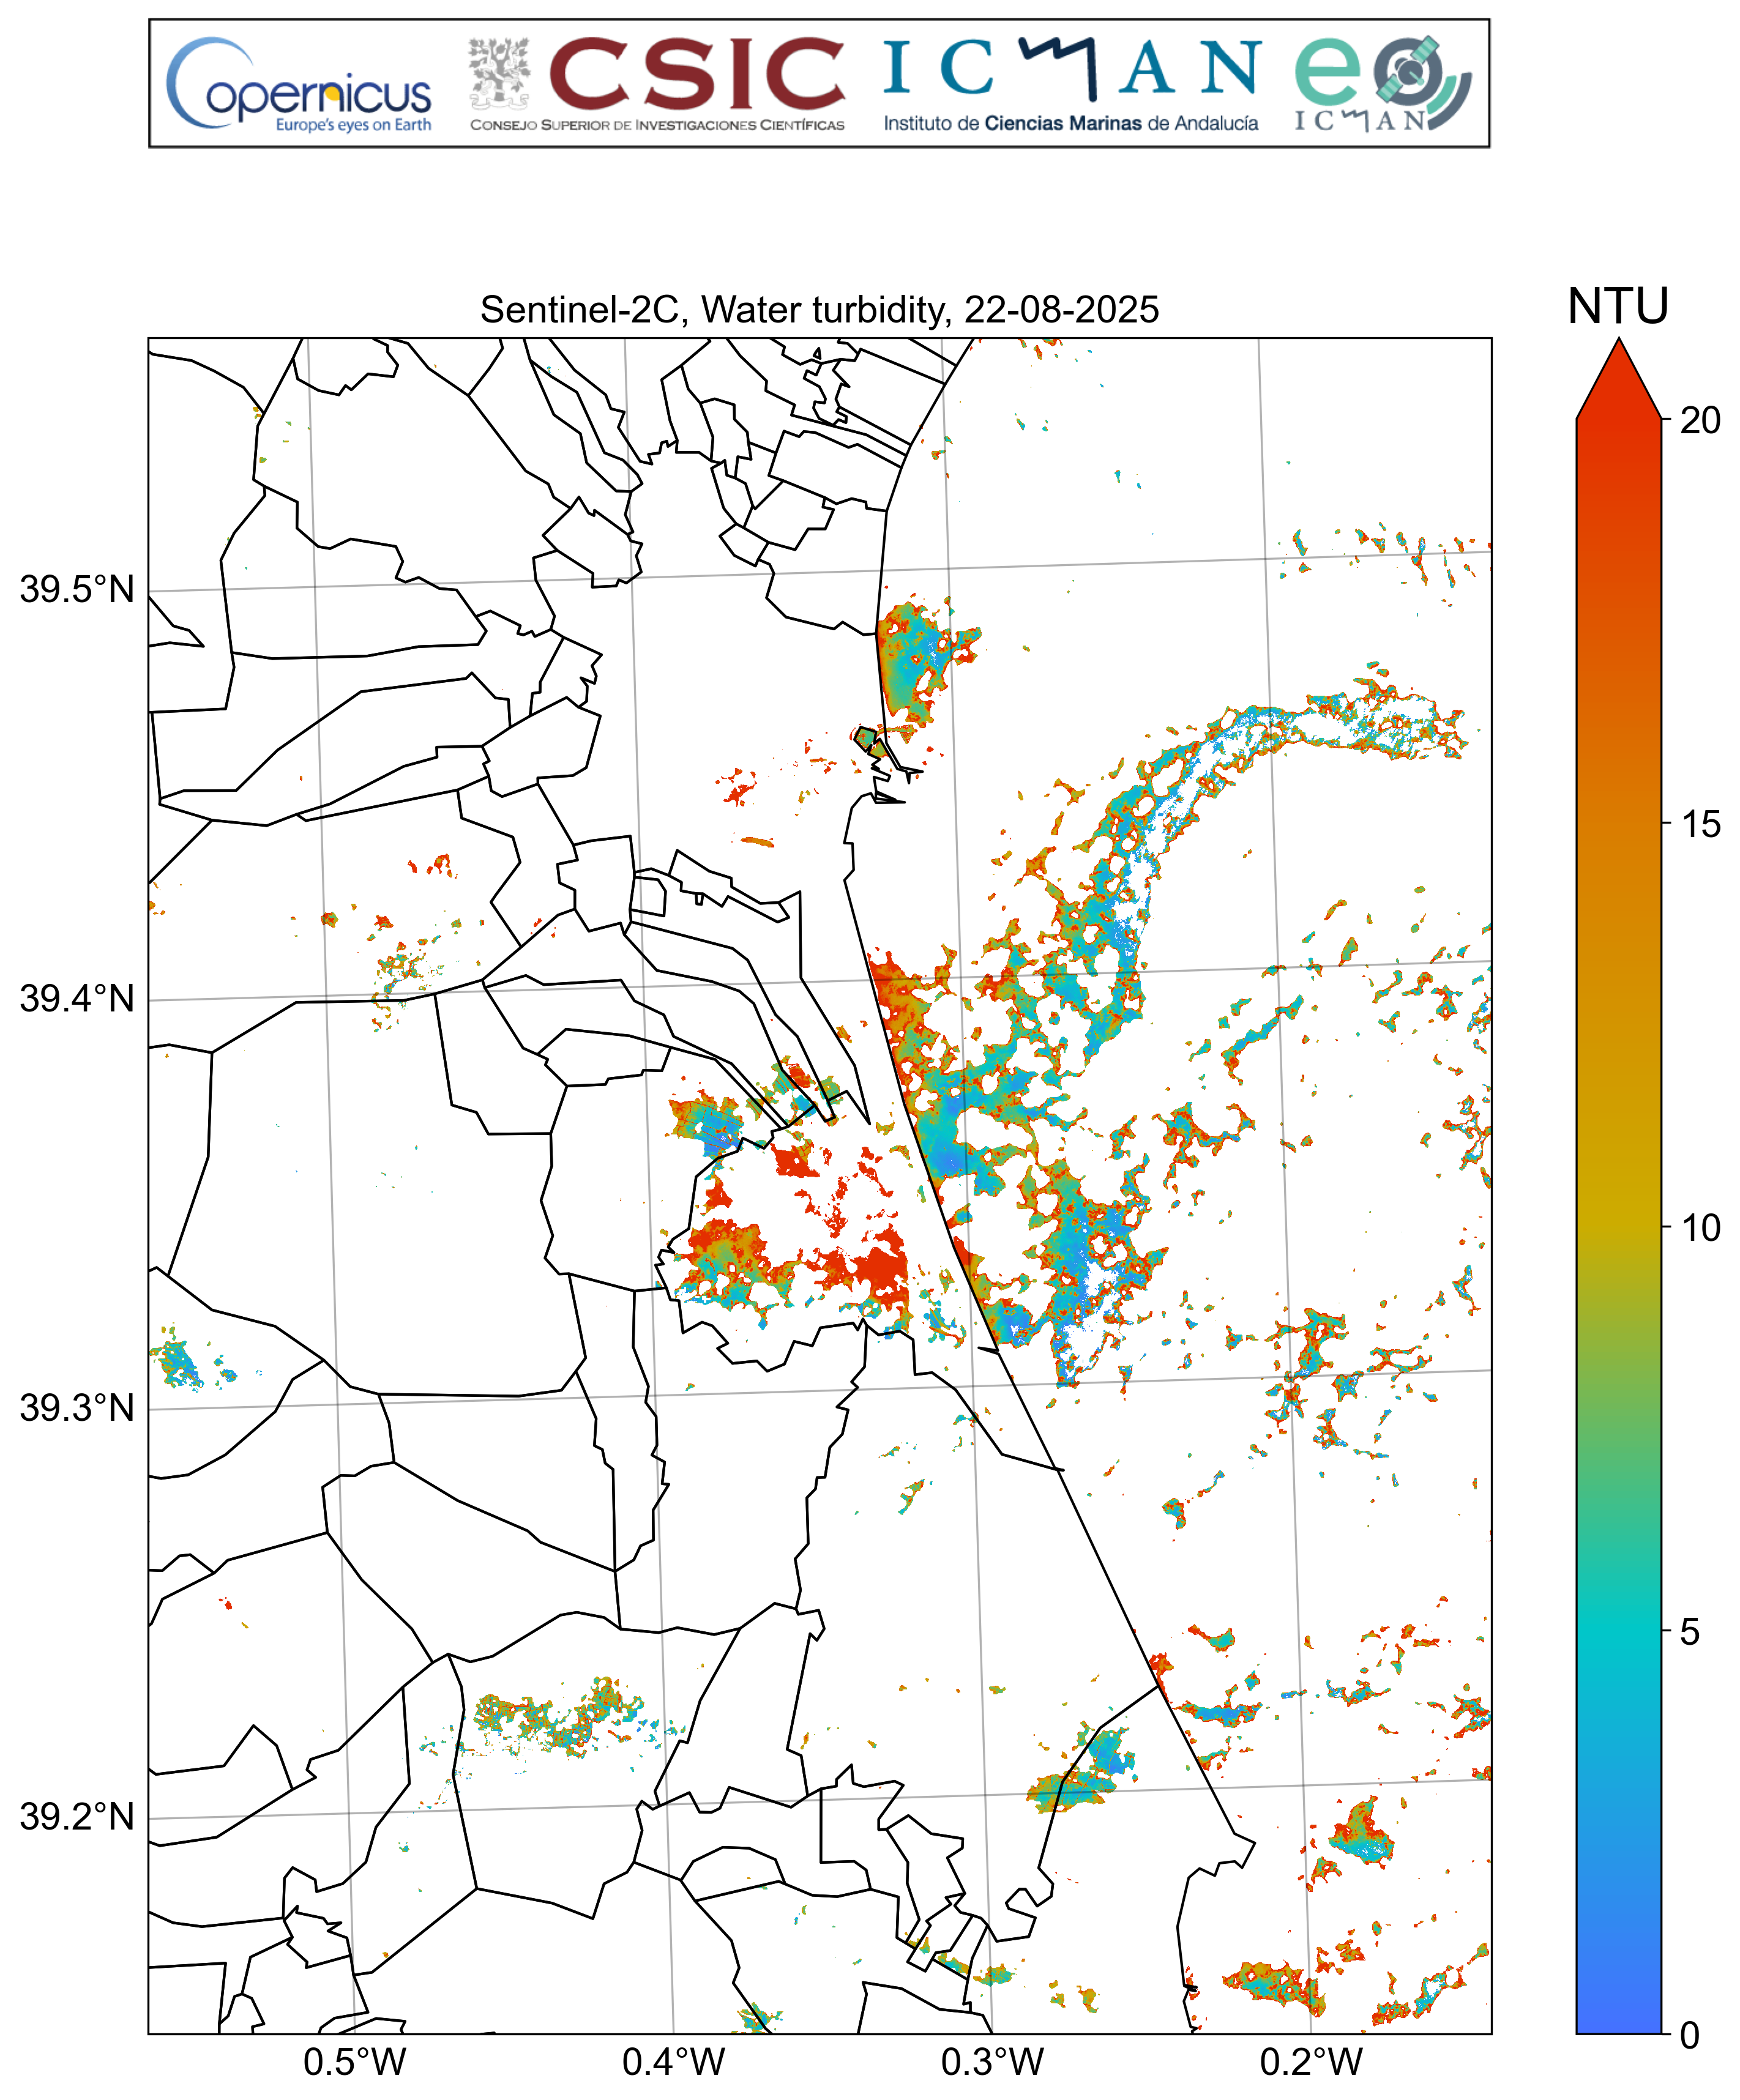 Copernicus
Europe's eyes on Earth
CSIC
CONSEJO SUPERIOR DE INVESTIGACIONES CIENTÍFICAS
ICMAN
Instituto de Ciencias Marinas de Andalucía
eo
ICMAN
Sentinel-2C, Water turbidity, 22-08-2025
NTU
20
15
10
5
0
39.5°N
39.4°N
39.3°N
39.2°N
0.5°W
0.4°W
0.3°W
0.2°W